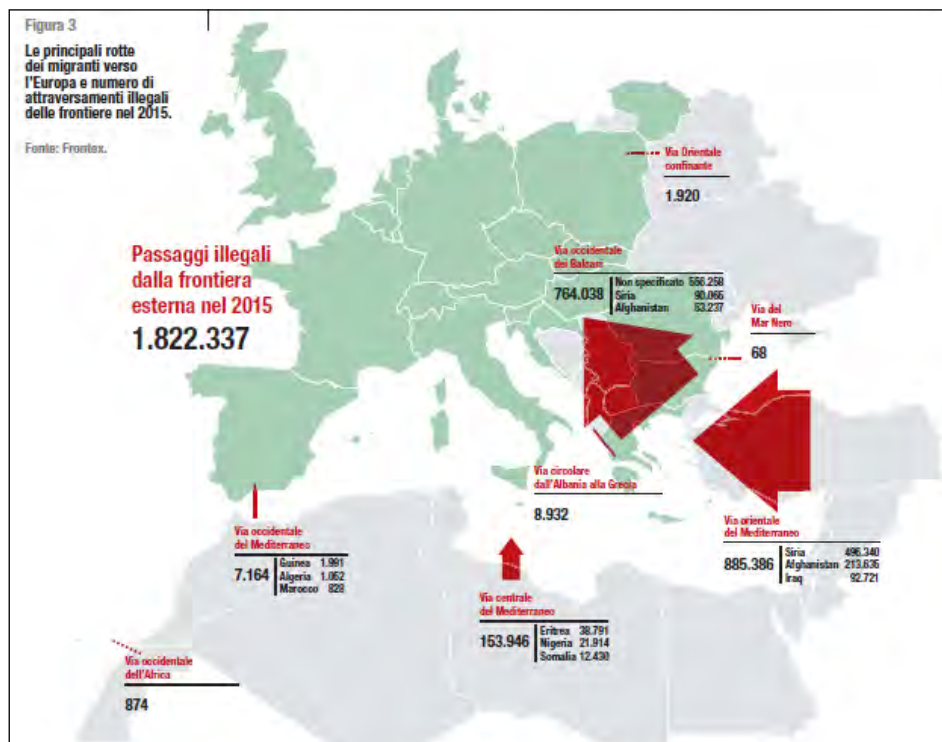 Figura 3
Le principali rotte
dei migranti verso
l'Europa e numero di
attraversamenti illegali
delle frontiere nel 2015.
Fonte: Frontex.
Passaggi illegali
dalla frontiera
esterna nel 2015
1.822.337
Via Orientale
confinante
1.920
Via occidentale
dei Balcani
764.038
Non specificato 556.258
Siria 90.065
Afghanistan 53.237
Via del
Mar Nero
68
Via circolare
dall'Albania alla Grecia
8.932
Via occidentale
del Mediterraneo
7.164
Guinea 1.991
Algeria 1.052
Marocco 828
Via orientale
del Mediterraneo
885.386
Siria 496.340
Afghanistan 213.635
Iraq 92.721
Via centrale
del Mediterraneo
153.946
Eritrea 38.791
Nigeria 21.914
Somalia 12.430
Via occidentale
dell'Africa
874